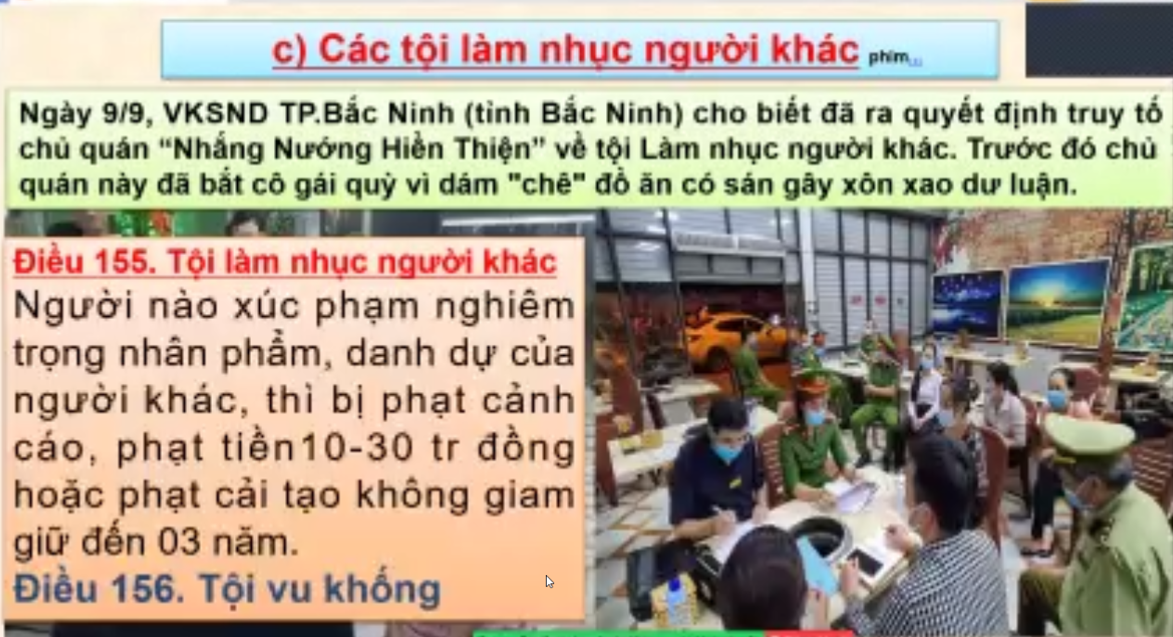 c) Các tội làm nhục người khác phim...
Ngày 9/9, VKSND TP.Bắc Ninh (tỉnh Bắc Ninh) cho biết đã ra quyết định truy tố
chủ quán “Nhắng Nướng Hiền Thiện” về tội Làm nhục người khác. Trước đó chủ
quán này đã bắt cô gái quỳ vì dám "chê" đồ ăn có sán gây xôn xao dư luận.
Điều 155. Tội làm nhục người khác
Người nào xúc phạm nghiêm
trọng nhân phẩm, danh dự của
người khác, thì bị phạt cảnh
cáo, phạt tiền10-30 tr đồng
hoặc phạt cải tạo không giam
giữ đến 03 năm.
Điều 156. Tội vu khống